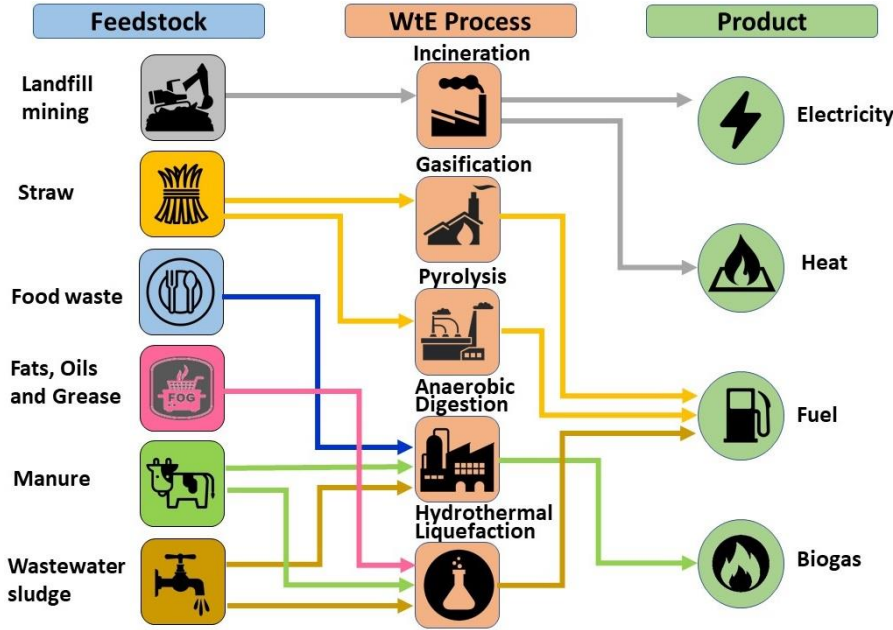 Feedstock
WtE Process
Product
Landfill
mining
Incineration
Electricity
Straw
Gasification
Heat
Food waste
Pyrolysis
Fats, Oils
and Grease
FOG
Anaerobic
Digestion
Fuel
Manure
Hydrothermal
Liquefaction
Wastewater
sludge
Biogas